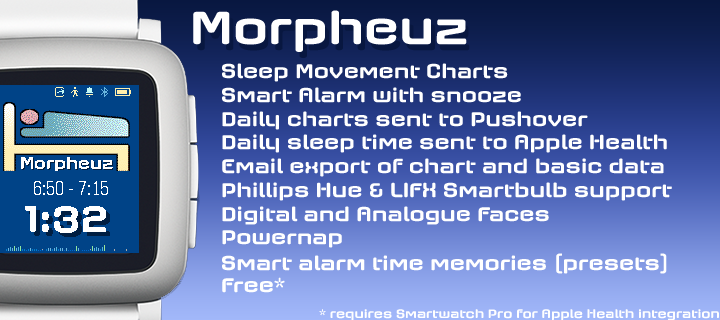 Morpheuz
Sleep Movement Charts
Smart Alarm with snooze
Daily charts sent to Pushover
Daily sleep time sent to Apple Health
Email export of chart and basic data
Phillips Hue & LIFX Smartbulb support
Digital and Analogue Faces
Powernap
Smart alarm time memories (presets)
Free*
* requires Smartwatch Pro for Apple Health integration
Morpheuz
6:50 - 7:15
1:32